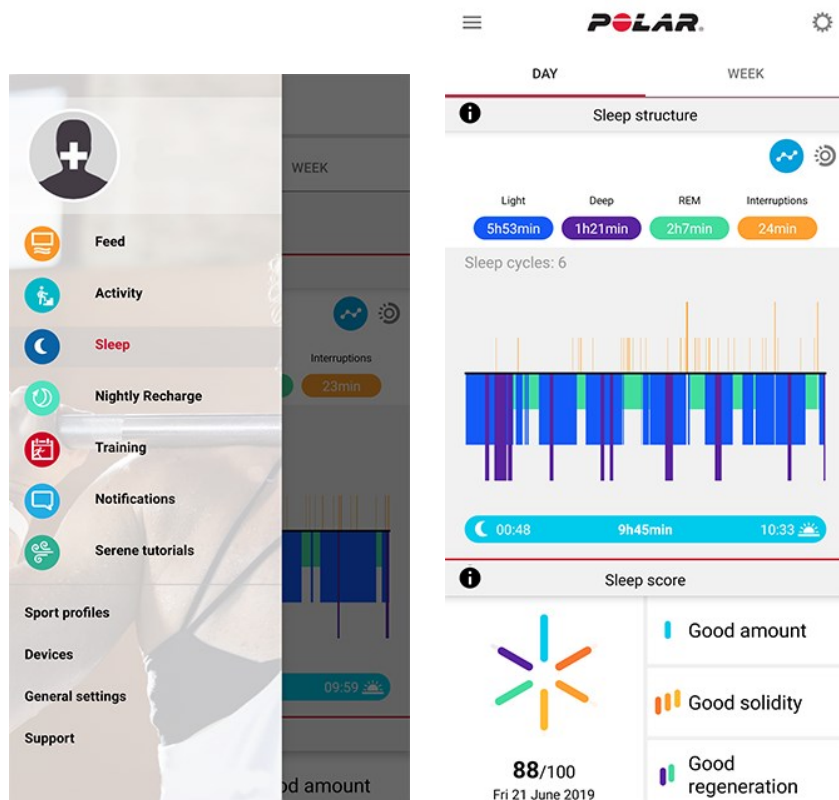 WEEK
Feed
Activity
Sleep
Interruptions
Nightly Recharge
23min
Training
Notifications
Serene tutorials
Sport profiles
Devices
General settings
09:59
Support
od amount
POLAR.
DAY WEEK
Sleep structure
Light Deep REM Interruptions
5h53min 1h21min 2h7min 24min
Sleep cycles: 6
00:48 9h45min 10:33
Sleep score
Good amount
Good solidity
Good
regeneration
88/100
Fri 21 June 2019